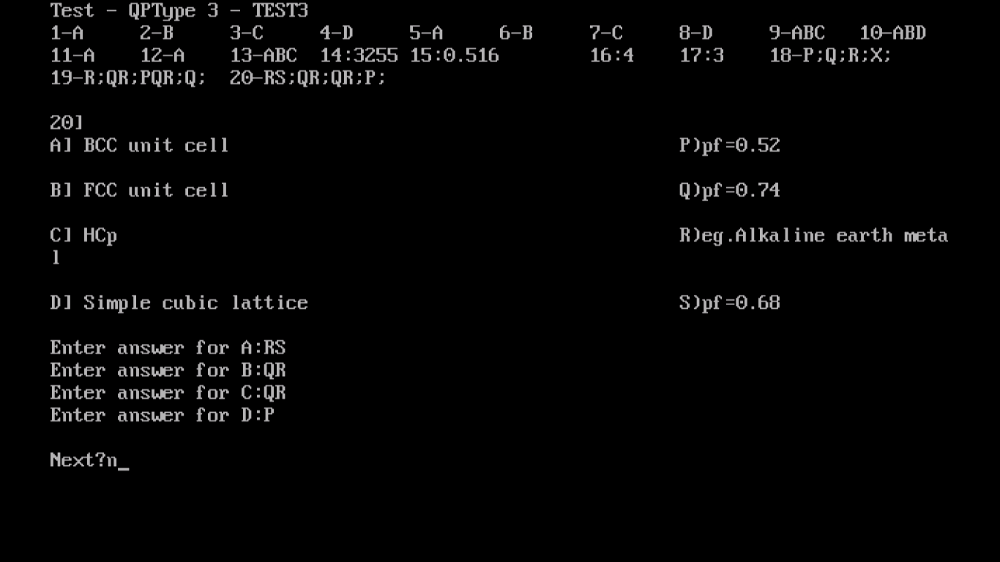 Test - QPType 3 - TEST3
1-A 2-B 3-C 4-D 5-A 6-B 7-C 8-D 9-ABC 10-ABD
11-A 12-A 13-ABC 14:3255 15:0.516 16:4 17:3 18-P;Q;R;X;
19-R;QR;PQR;Q; 20-RS;QR;QR;P;
20]
A] BCC unit cell P)pf=0.52
B] FCC unit cell Q)pf=0.74
C] HCp R)eg.Alkaline earth meta
l
D] Simple cubic lattice S)pf=0.68
Enter answer for A:RS
Enter answer for B:QR
Enter answer for C:QR
Enter answer for D:P
Next?n_